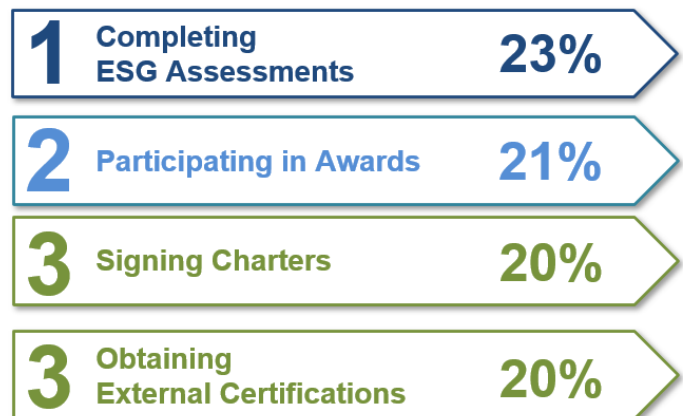 1 Completing
ESG Assessments 23%
2 Participating in Awards 21%
3 Signing Charters 20%
3 Obtaining
External Certifications 20%